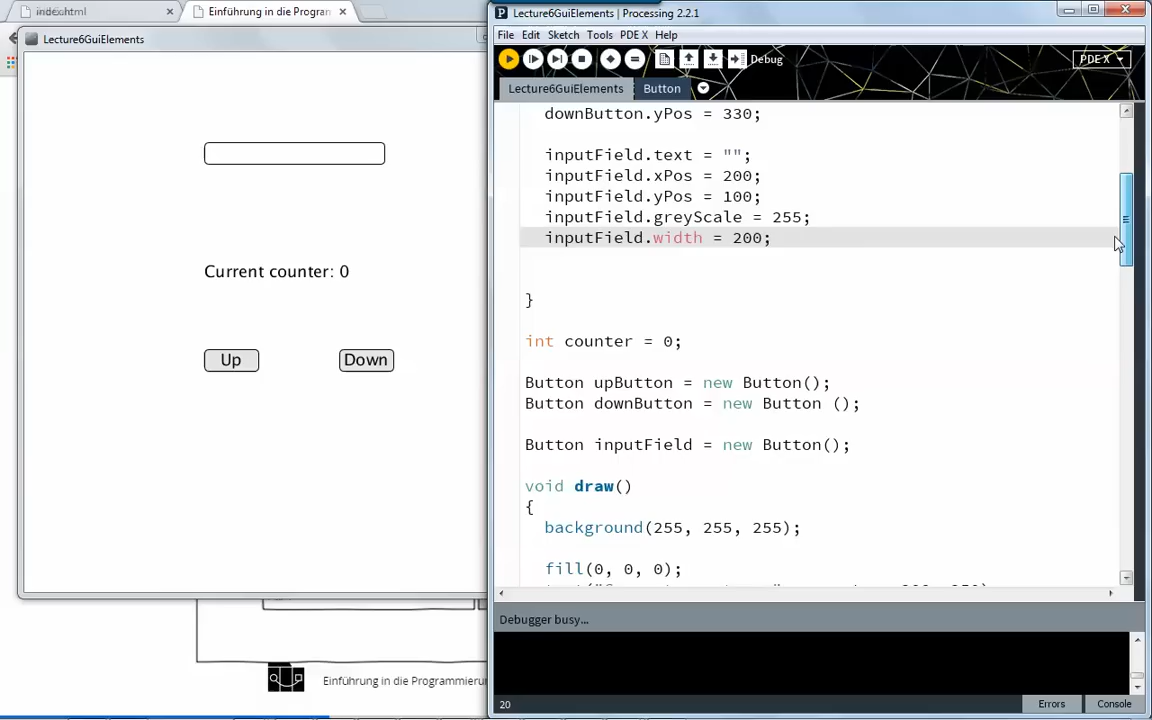 index.html
Einführung in die Program
Lecture6GuiElements
Current counter: 0
Up
Down
Einführung in die Programmierun
Lecture6GuiElements | Processing 2.2.1
File Edit Sketch Tools PDE X Help
Debug
PDE X
Lecture6GuiElements
Button
downButton.yPos = 330;
inputField.text = "";
inputField.xPos = 200;
inputField.yPos = 100;
inputField.greyScale = 255;
inputField.width = 200;
}
int counter = 0;
Button upButton = new Button();
Button downButton = new Button ();
Button inputField = new Button();
void draw()
{
background(255, 255, 255);
fill(0, 0, 0);
Debugger busy...
20
Errors
Console